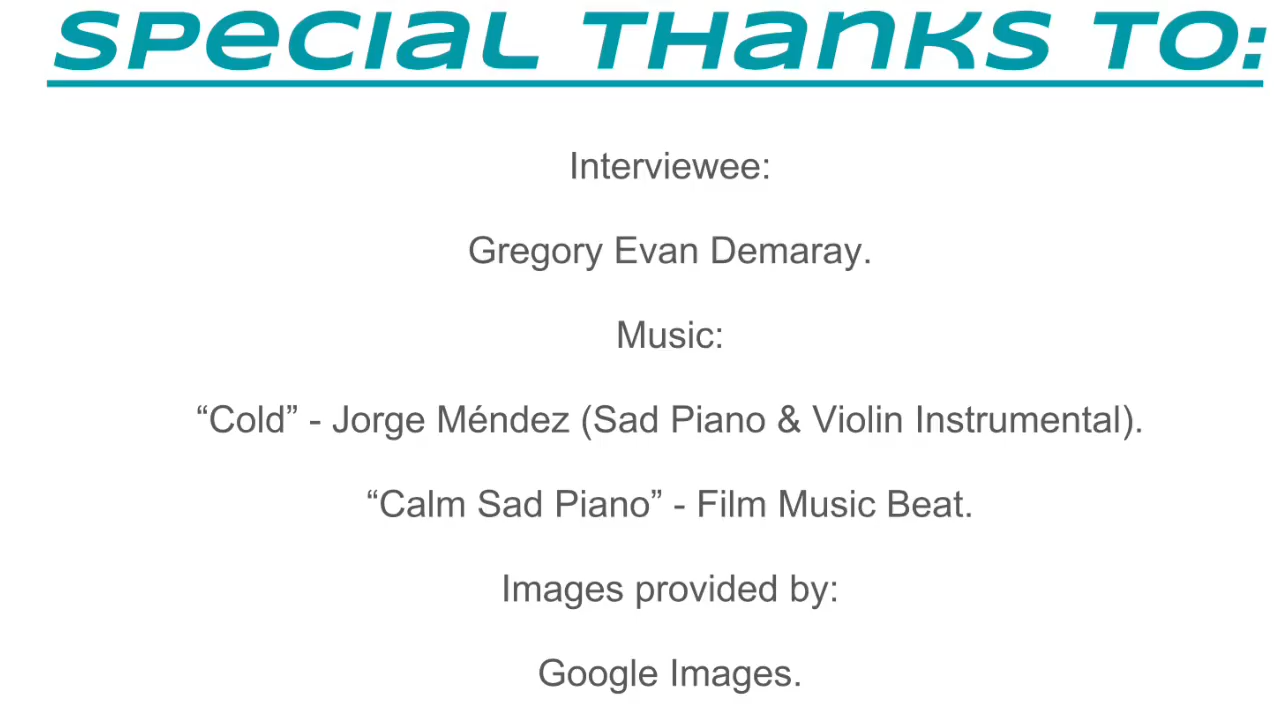 SPECIAL THANKS TO:
Interviewee:
Gregory Evan Demaray.
Music:
“Cold” - Jorge Méndez (Sad Piano & Violin Instrumental).
“Calm Sad Piano” - Film Music Beat.
Images provided by:
Google Images.